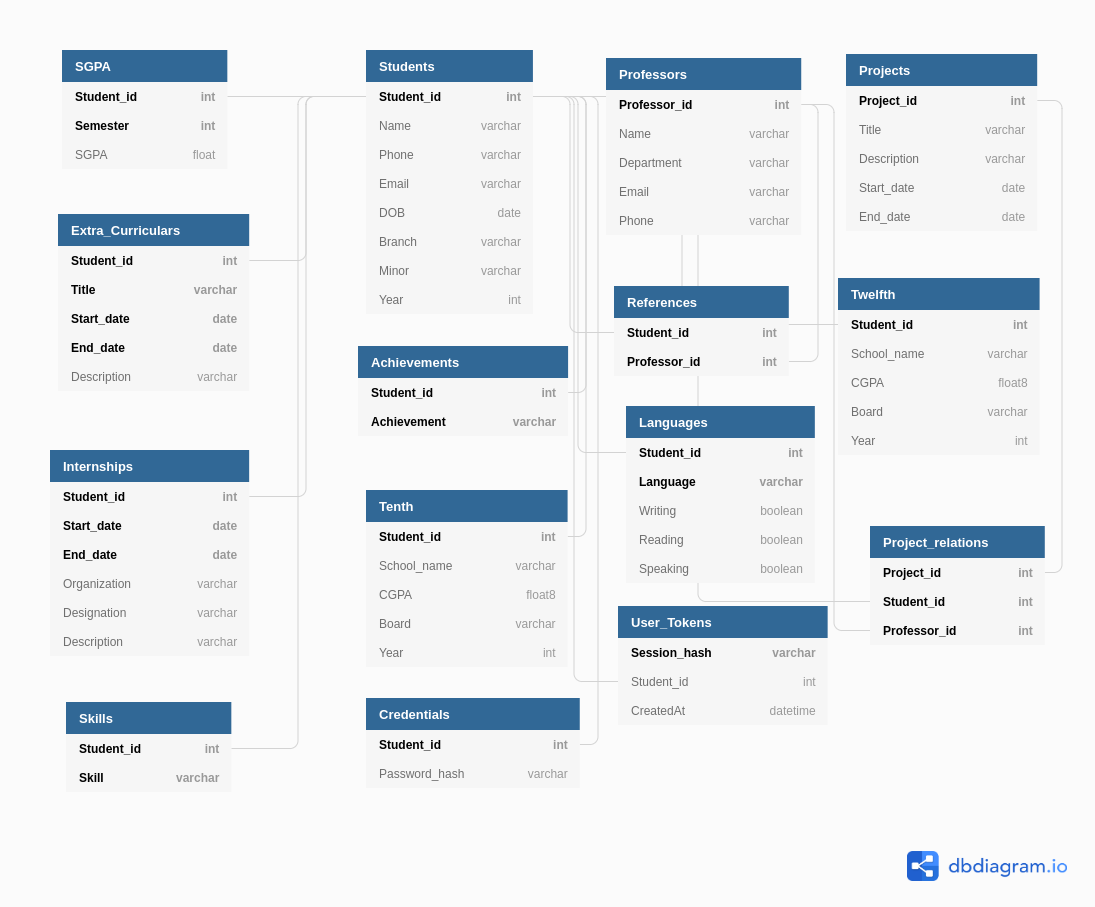 SGPA
Student_id int
Semester int
SGPA float
Students
Student_id int
Name varchar
Phone varchar
Email varchar
DOB date
Branch varchar
Minor varchar
Year int
Professors
Professor_id int
Name varchar
Department varchar
Email varchar
Phone varchar
Projects
Project_id int
Title varchar
Description varchar
Start_date date
End_date date
Extra_Curriculars
Student_id int
Title varchar
Start_date date
End_date date
Description varchar
References
Student_id int
Professor_id int
Twelfth
Student_id int
School_name varchar
CGPA float8
Board varchar
Year int
Achievements
Student_id int
Achievement varchar
Languages
Student_id int
Language varchar
Writing boolean
Reading boolean
Speaking boolean
Internships
Student_id int
Start_date date
End_date date
Organization varchar
Designation varchar
Description varchar
Tenth
Student_id int
School_name varchar
CGPA float8
Board varchar
Year int
Project_relations
Project_id int
Student_id int
Professor_id int
User_Tokens
Session_hash varchar
Student_id int
CreatedAt datetime
Skills
Student_id int
Skill varchar
Credentials
Student_id int
Password_hash varchar
dbdiagram.io